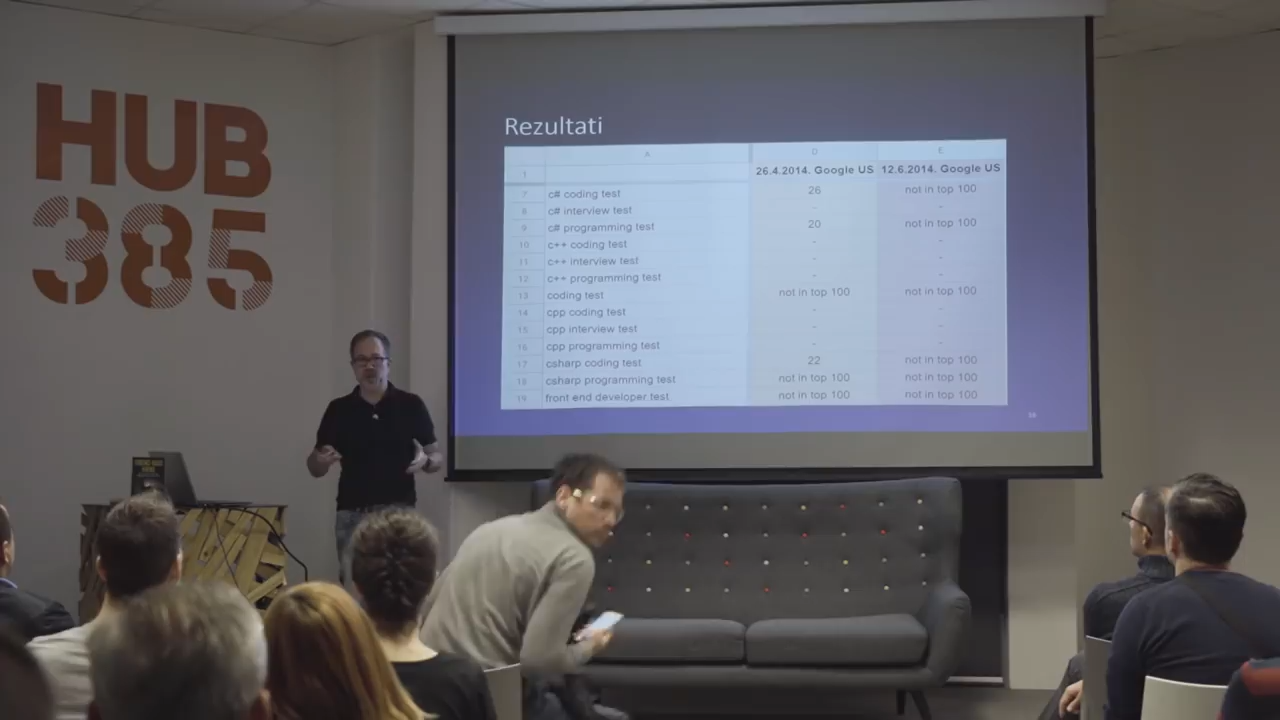 HUB
385
Rezultati
A D E
1 26.4.2014. Google US 12.6.2014. Google US
7 c# coding test 26 not in top 100
8 c# interview test - -
9 c# programming test 20 not in top 100
10 c++ coding test - -
11 c++ interview test - -
12 c++ programming test - -
13 coding test not in top 100 not in top 100
14 cpp coding test - -
15 cpp interview test - -
16 cpp programming test - -
17 csharp coding test 22 not in top 100
18 csharp programming test not in top 100 not in top 100
19 front end developer test not in top 100 not in top 100